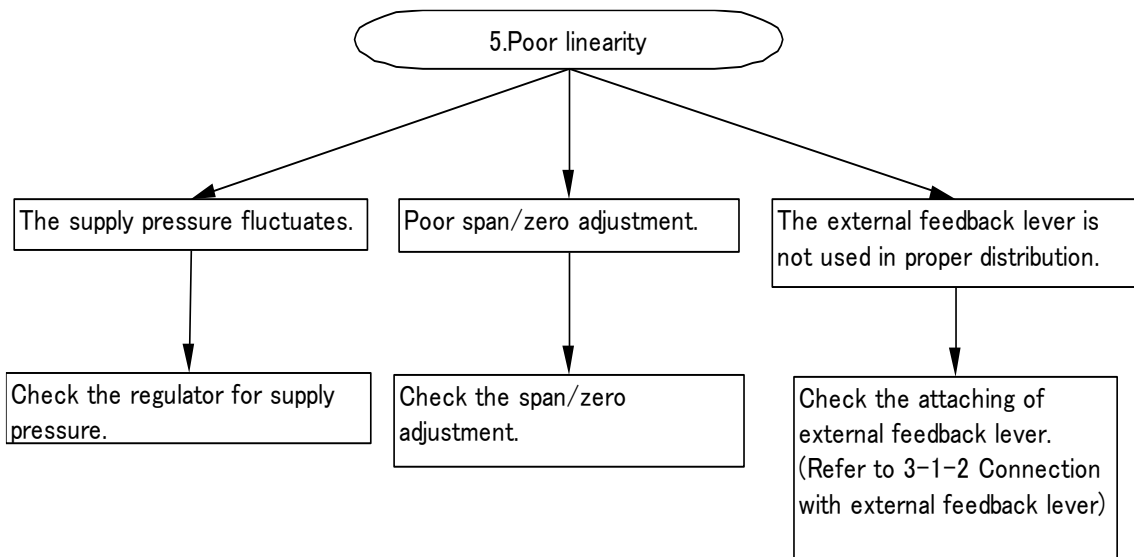 5.Poor linearity
The supply pressure fluctuates.
Poor span/zero adjustment.
The external feedback lever is
not used in proper distribution.
Check the regulator for supply
pressure.
Check the span/zero
adjustment.
Check the attaching of
external feedback lever.
(Refer to 3-1-2 Connection
with external feedback lever)